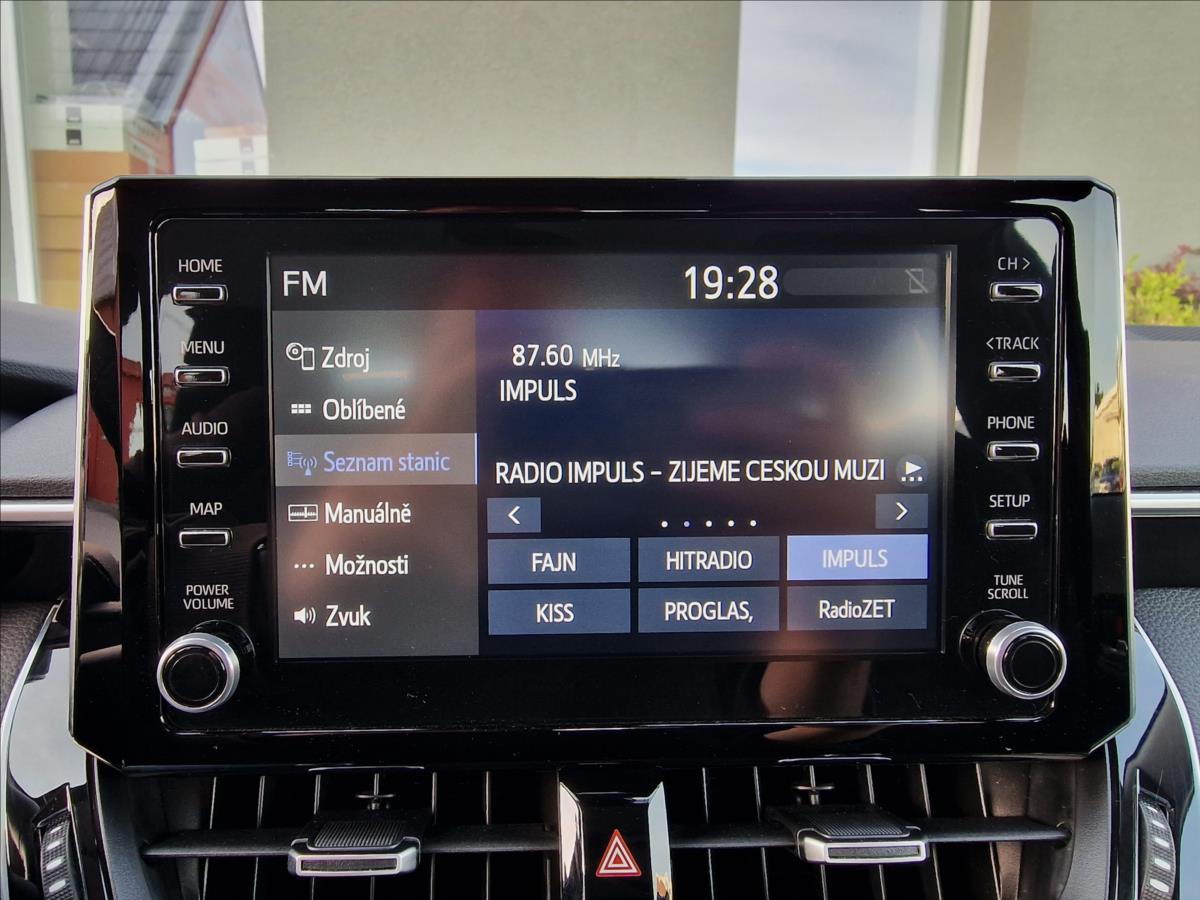 HOME
MENU
AUDIO
MAP
POWER
VOLUME
FM
19:28
Zdroj
Oblíbené
Seznam stanic
Manuálně
Možnosti
Zvuk
87.60 MHz
IMPULS
RADIO IMPULS - ZIJEME CESKOU MUZI
<
>
FAJN
HITRADIO
IMPULS
KISS
PROGLAS,
RadioZET
CH >
<TRACK
PHONE
SETUP
TUNE
SCROLL